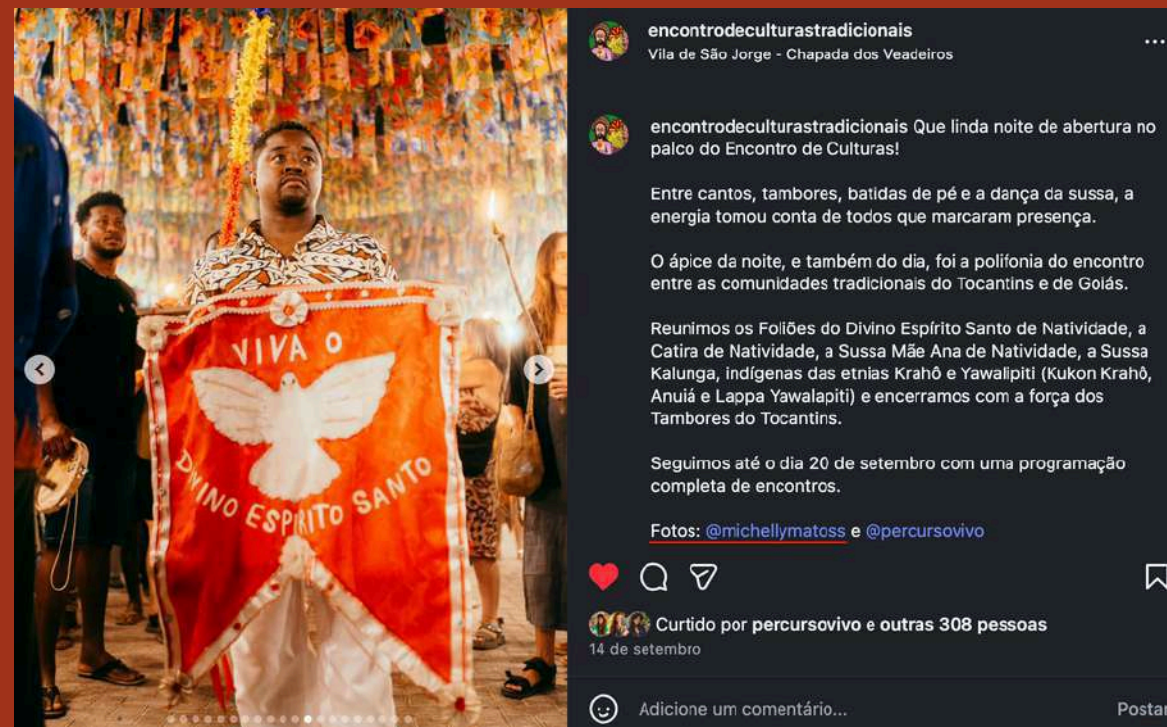 VIVA O
DIVINO ESPIRITO SANTO
encontrodeculturastradicionais
Vila de São Jorge - Chapada dos Veadeiros
encontrodeculturastradicionais Que linda noite de abertura no
palco do Encontro de Culturas!
Entre cantos, tambores, batidas de pé e a dança da sussa, a
energia tomou conta de todos que marcaram presença.
O ápice da noite, e também do dia, foi a polifonia do encontro
entre as comunidades tradicionais do Tocantins e de Goiás.
Reunimos os Foliões do Divino Espírito Santo de Natividade, a
Catira de Natividade, a Sussa Mãe Ana de Natividade, a Sussa
Kalunga, indígenas das etnias Krahô e Yawalipiti (Kukon Krahô,
Anuiá e Lappa Yawalapiti) e encerramos com a força dos
Tambores do Tocantins.
Seguimos até o dia 20 de setembro com uma programação
completa de encontros.
Fotos: @michellymatoss e @percursovivo
Curtido por percursovivo e outras 308 pessoas
14 de setembro
Adicione um comentário...
Postar